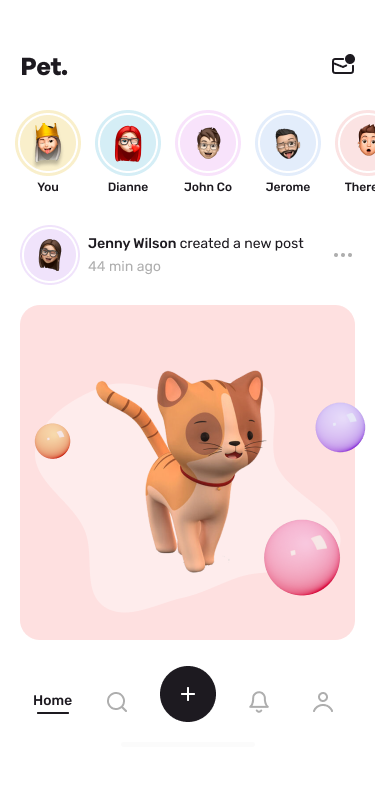 Pet.
You
Dianne
John Co
Jerome
There
Jenny Wilson created a new post
44 min ago
Home